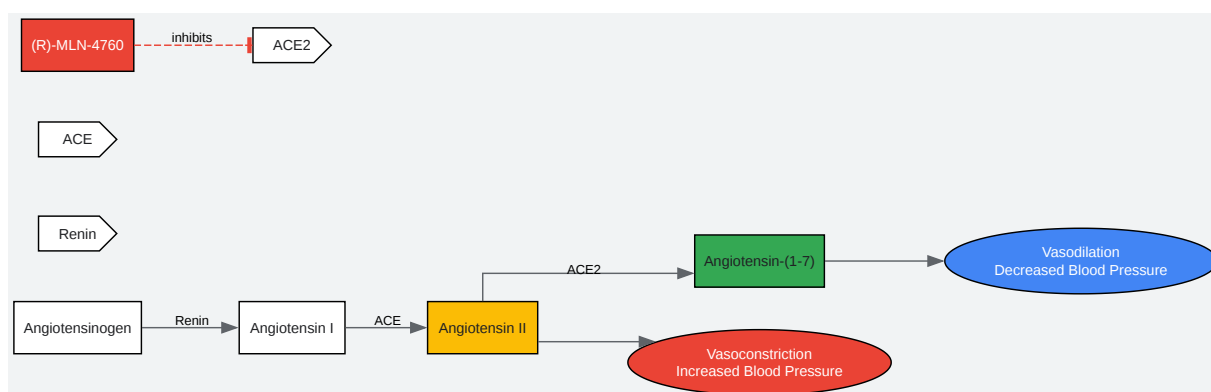 (R)-MLN-4760
inhibits
ACE2
ACE
Renin
ACE2
Angiotensin-(1-7)
Vasodilation
Decreased Blood Pressure
Angiotensinogen
Renin
Angiotensin I
ACE
Angiotensin II
Vasoconstriction
Increased Blood Pressure